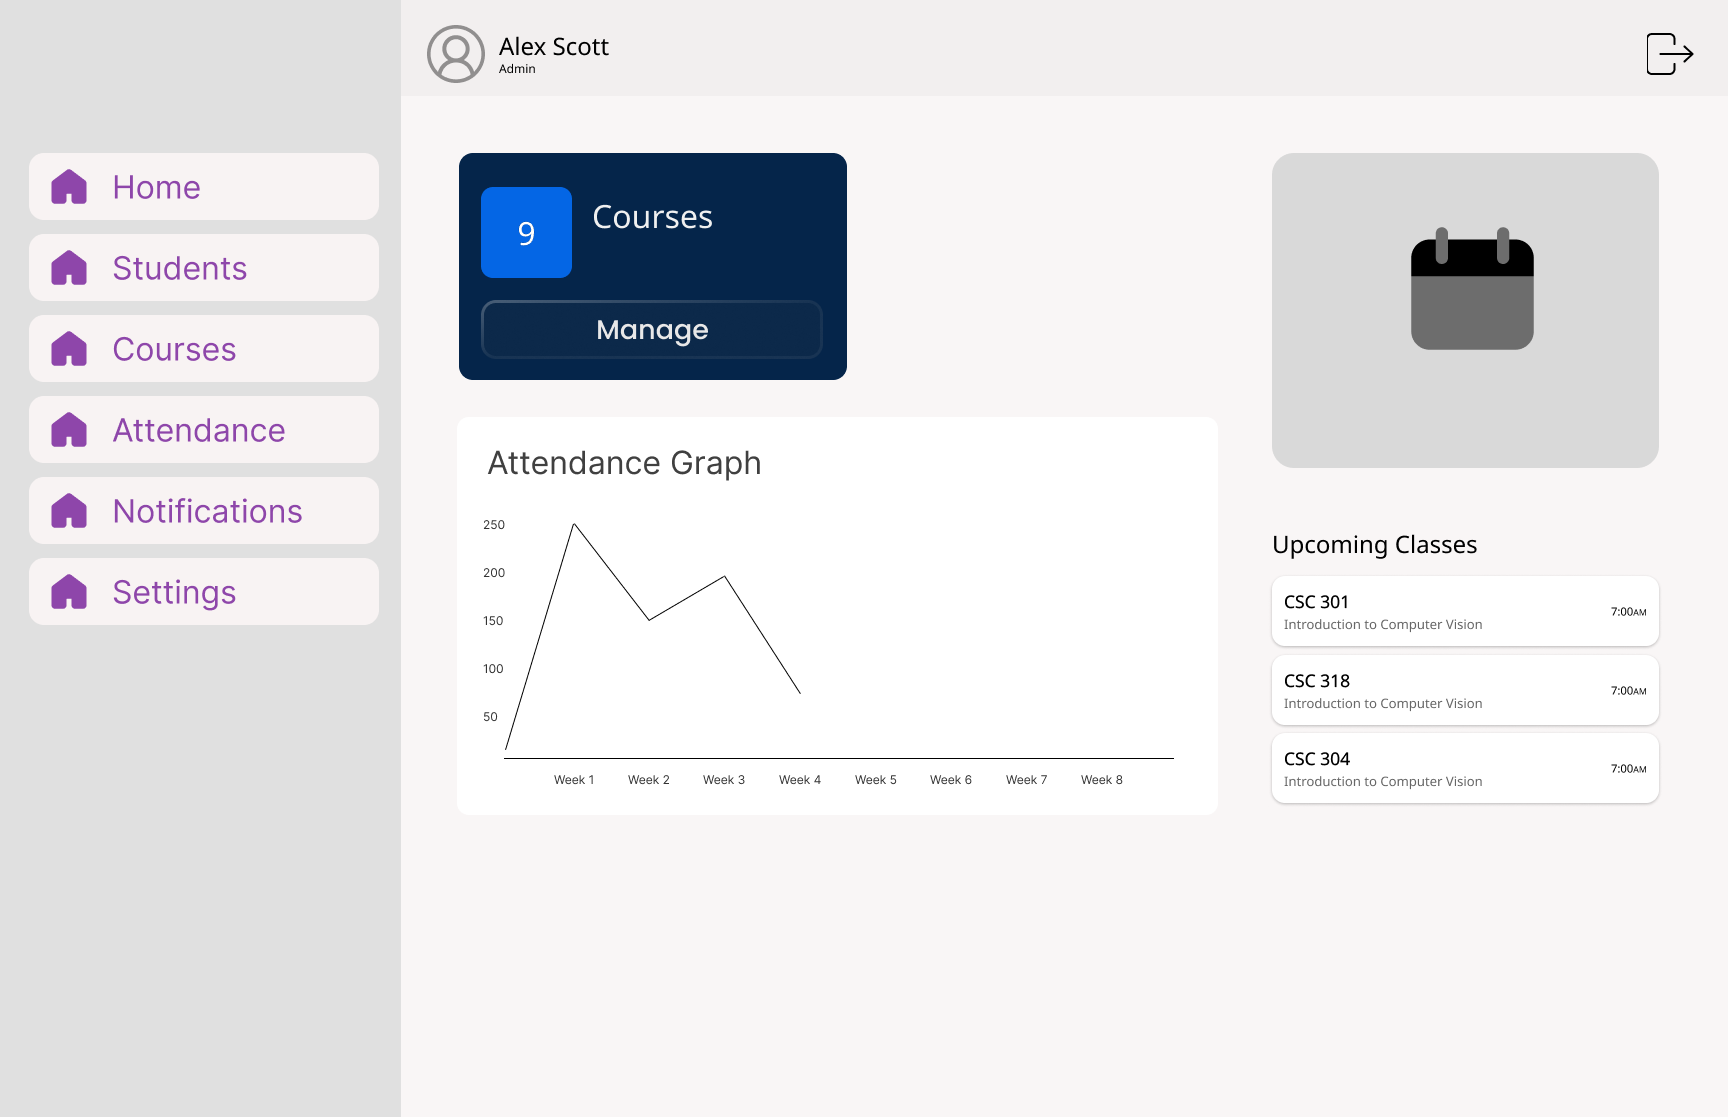 Alex Scott
Admin
Home
Students
Courses
Attendance
Notifications
Settings
9
Courses
Manage
Attendance Graph
250
200
150
100
50
Week 1 Week 2 Week 3 Week 4 Week 5 Week 6 Week 7 Week 8
Upcoming Classes
CSC 301
Introduction to Computer Vision
7:00AM
CSC 318
Introduction to Computer Vision
7:00AM
CSC 304
Introduction to Computer Vision
7:00AM